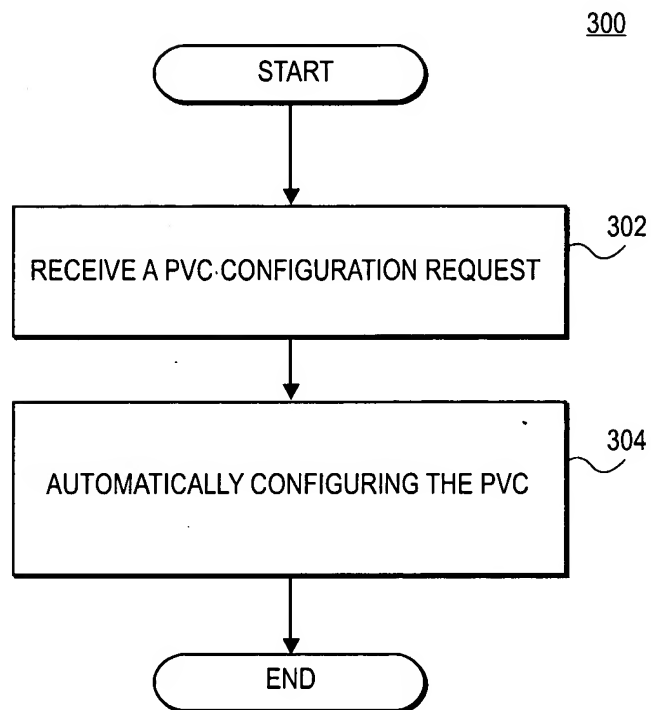 300
START
RECEIVE A PVC CONFIGURATION REQUEST
302
AUTOMATICALLY CONFIGURING THE PVC
304
END